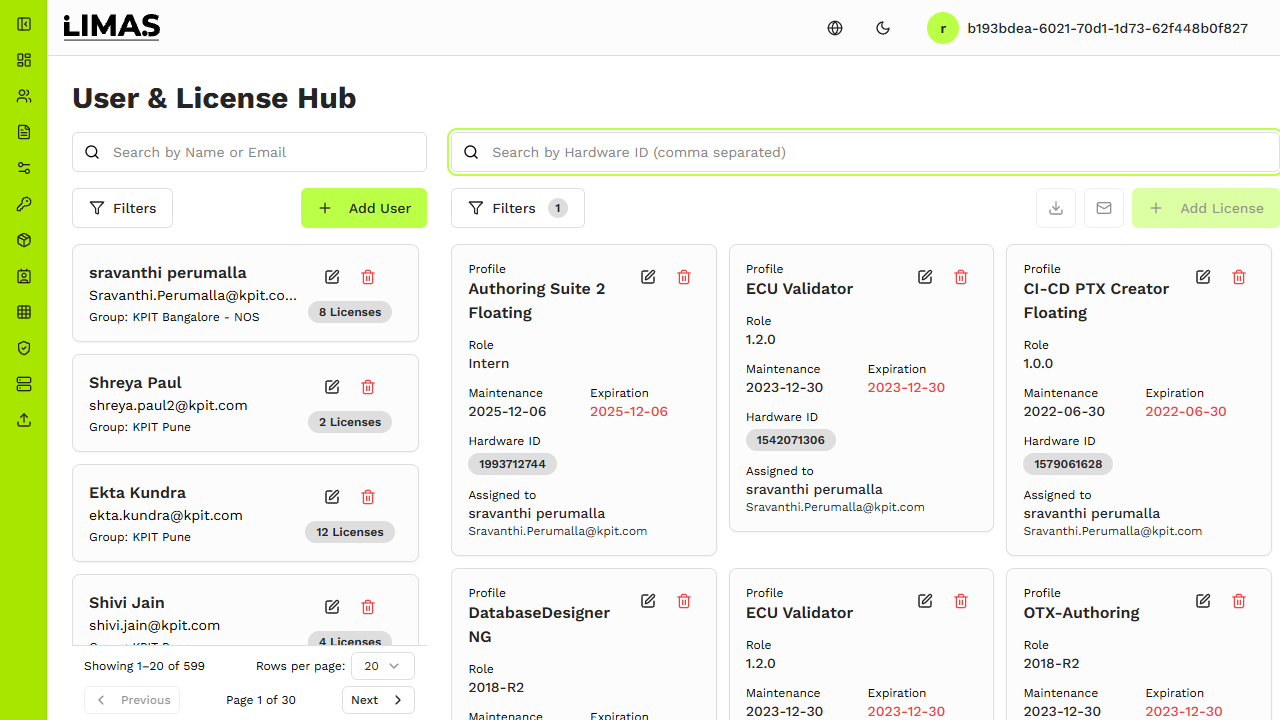 LIMAS
r
b193bdea-6021-70d1-1d73-62f448b0f827
User & License Hub
Search by Name or Email
Search by Hardware ID (comma separated)
Filters
Add User
Filters 1
Add License
sravanthi perumalla
Sravanthi.Perumalla@kpit.co...
Group: KPIT Bangalore - NOS
8 Licenses
Shreya Paul
shreya.paul2@kpit.com
Group: KPIT Pune
2 Licenses
Ekta Kundra
ekta.kundra@kpit.com
Group: KPIT Pune
12 Licenses
Shivi Jain
shivi.jain@kpit.com
4 Licenses
Showing 1–20 of 599
Rows per page: 20
Previous
Page 1 of 30
Next
Profile
Authoring Suite 2
Floating
Role
Intern
Maintenance Expiration
2025-12-06 2025-12-06
Hardware ID
1993712744
Assigned to
sravanthi perumalla
Sravanthi.Perumalla@kpit.com
Profile
ECU Validator
Role
1.2.0
Maintenance Expiration
2023-12-30 2023-12-30
Hardware ID
1542071306
Assigned to
sravanthi perumalla
Sravanthi.Perumalla@kpit.com
Profile
CI-CD PTX Creator
Floating
Role
1.0.0
Maintenance Expiration
2022-06-30 2022-06-30
Hardware ID
1579061628
Assigned to
sravanthi perumalla
Sravanthi.Perumalla@kpit.com
Profile
DatabaseDesigner
NG
Role
2018-R2
Maintenance Expiration
Profile
ECU Validator
Role
1.2.0
Maintenance Expiration
2023-12-30 2023-12-30
Profile
OTX-Authoring
Role
2018-R2
Maintenance Expiration
2023-12-30 2023-12-30